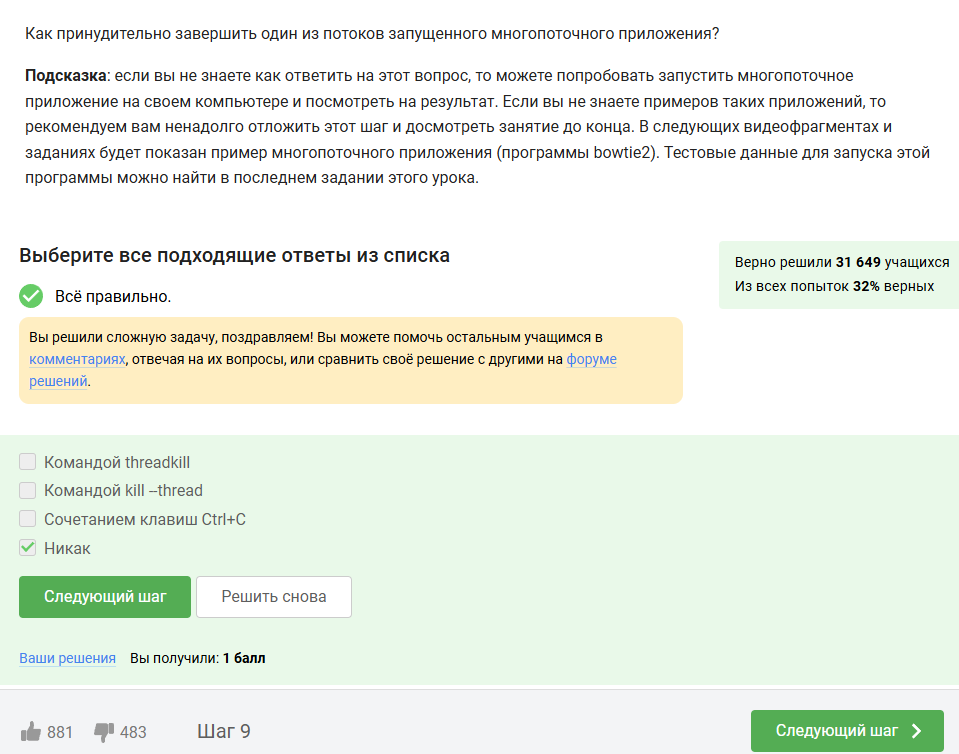 Как принудительно завершить один из потоков запущенного многопоточного приложения?
Подсказка: если вы не знаете как ответить на этот вопрос, то можете попробовать запустить многопоточное
приложение на своем компьютере и посмотреть на результат. Если вы не знаете примеров таких приложений, то
рекомендуем вам ненадолго отложить этот шаг и досмотреть занятие до конца. В следующих видеофрагментах и
заданиях будет показан пример многопоточного приложения (программы bowtie2). Тестовые данные для запуска этой
программы можно найти в последнем задании этого урока.
Выберите все подходящие ответы из списка
Верно решили 31 649 учащихся
Из всех попыток 32% верных
Всё правильно.
Вы решили сложную задачу, поздравляем! Вы можете помочь остальным учащимся в
комментариях, отвечая на их вопросы, или сравнить своё решение с другими на форуме
решений.
Командой threadkill
Командой kill --thread
Сочетанием клавиш Ctrl+C
Никак
Следующий шаг
Решить снова
Ваши решения Вы получили: 1 балл
881 483 Шаг 9 Следующий шаг